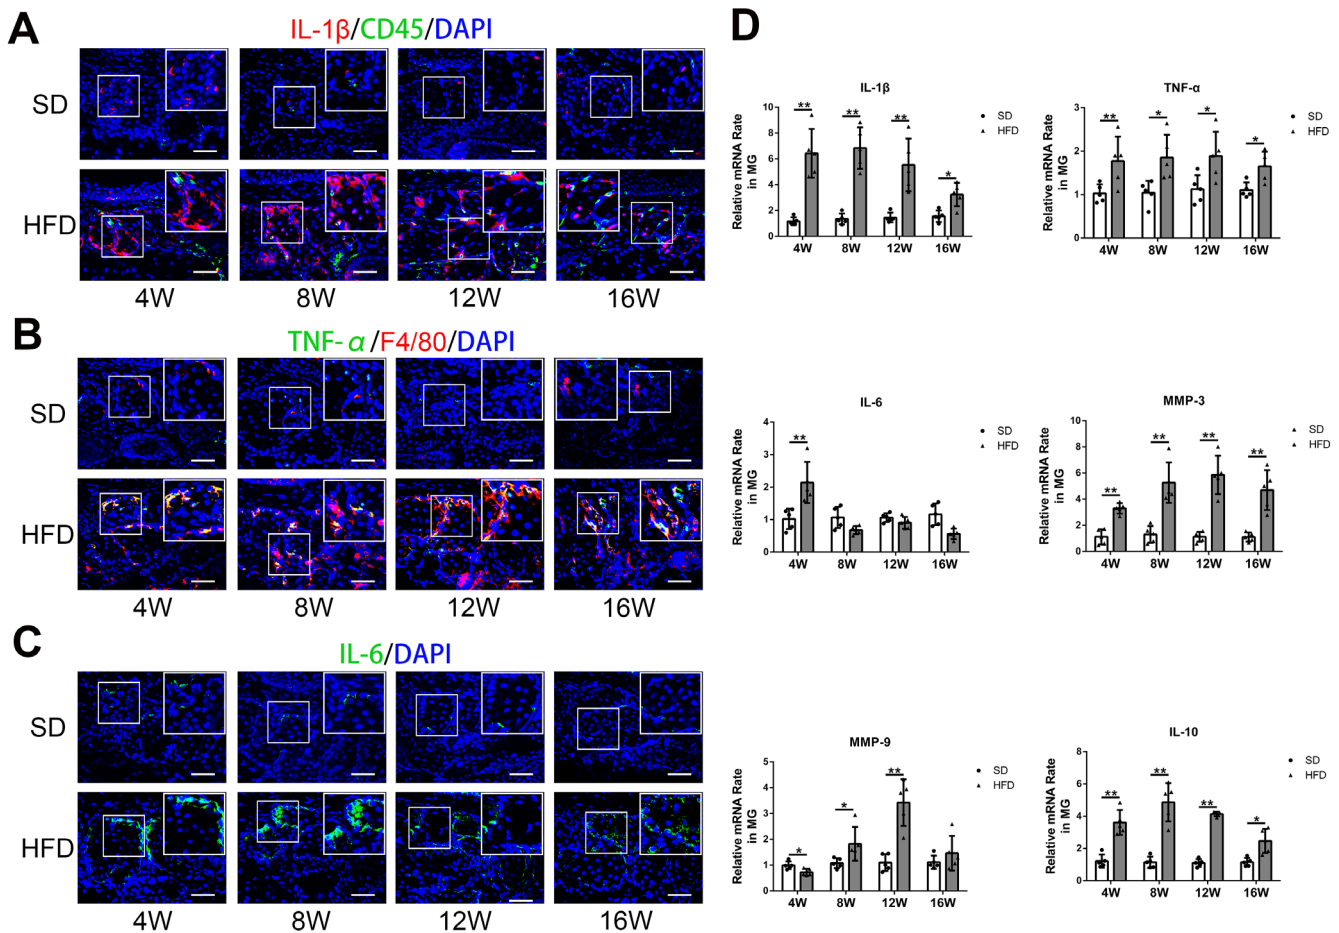 A
IL-1β/CD45/DAPI
SD
HFD
4W 8W 12W 16W
B
TNF-α/F4/80/DAPI
SD
HFD
4W 8W 12W 16W
C
IL-6/DAPI
SD
HFD
4W 8W 12W 16W
D
IL-1β
Relative mRNA Rate
in MG
10
8
6
4
2
0
** ** ** *
4W 8W 12W 16W
SD
HFD
TNF-α
Relative mRNA Rate
in MG
3
2
1
0
** * * *
4W 8W 12W 16W
SD
HFD
IL-6
Relative mRNA Rate
in MG
4
3
2
1
0
**
4W 8W 12W 16W
SD
HFD
MMP-3
Relative mRNA Rate
in MG
10
8
6
4
2
0
** ** ** **
4W 8W 12W 16W
SD
HFD
MMP-9
Relative mRNA Rate
in MG
5
4
3
2
1
0
* * **
4W 8W 12W 16W
SD
HFD
IL-10
Relative mRNA Rate
in MG
8
6
4
2
0
** ** ** *
4W 8W 12W 16W
SD
HFD